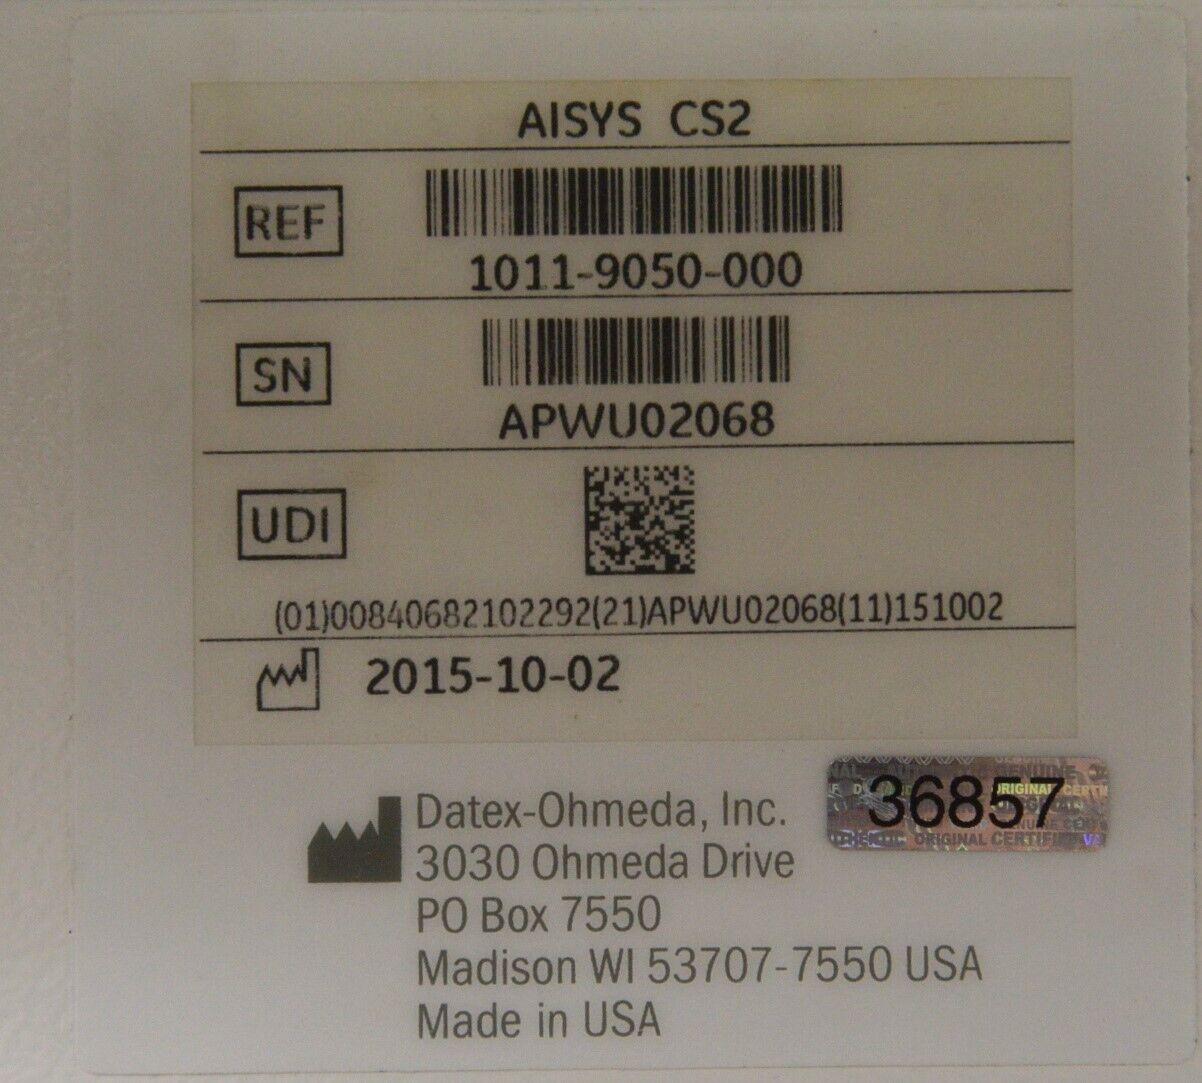 AISYS CS2
REF
1011-9050-000
SN
APWU02068
UDI
(01)00840682102292(21)APWU02068(11)151002
2015-10-02
36857
Datex-Ohmeda, Inc.
3030 Ohmeda Drive
PO Box 7550
Madison WI 53707-7550 USA
Made in USA